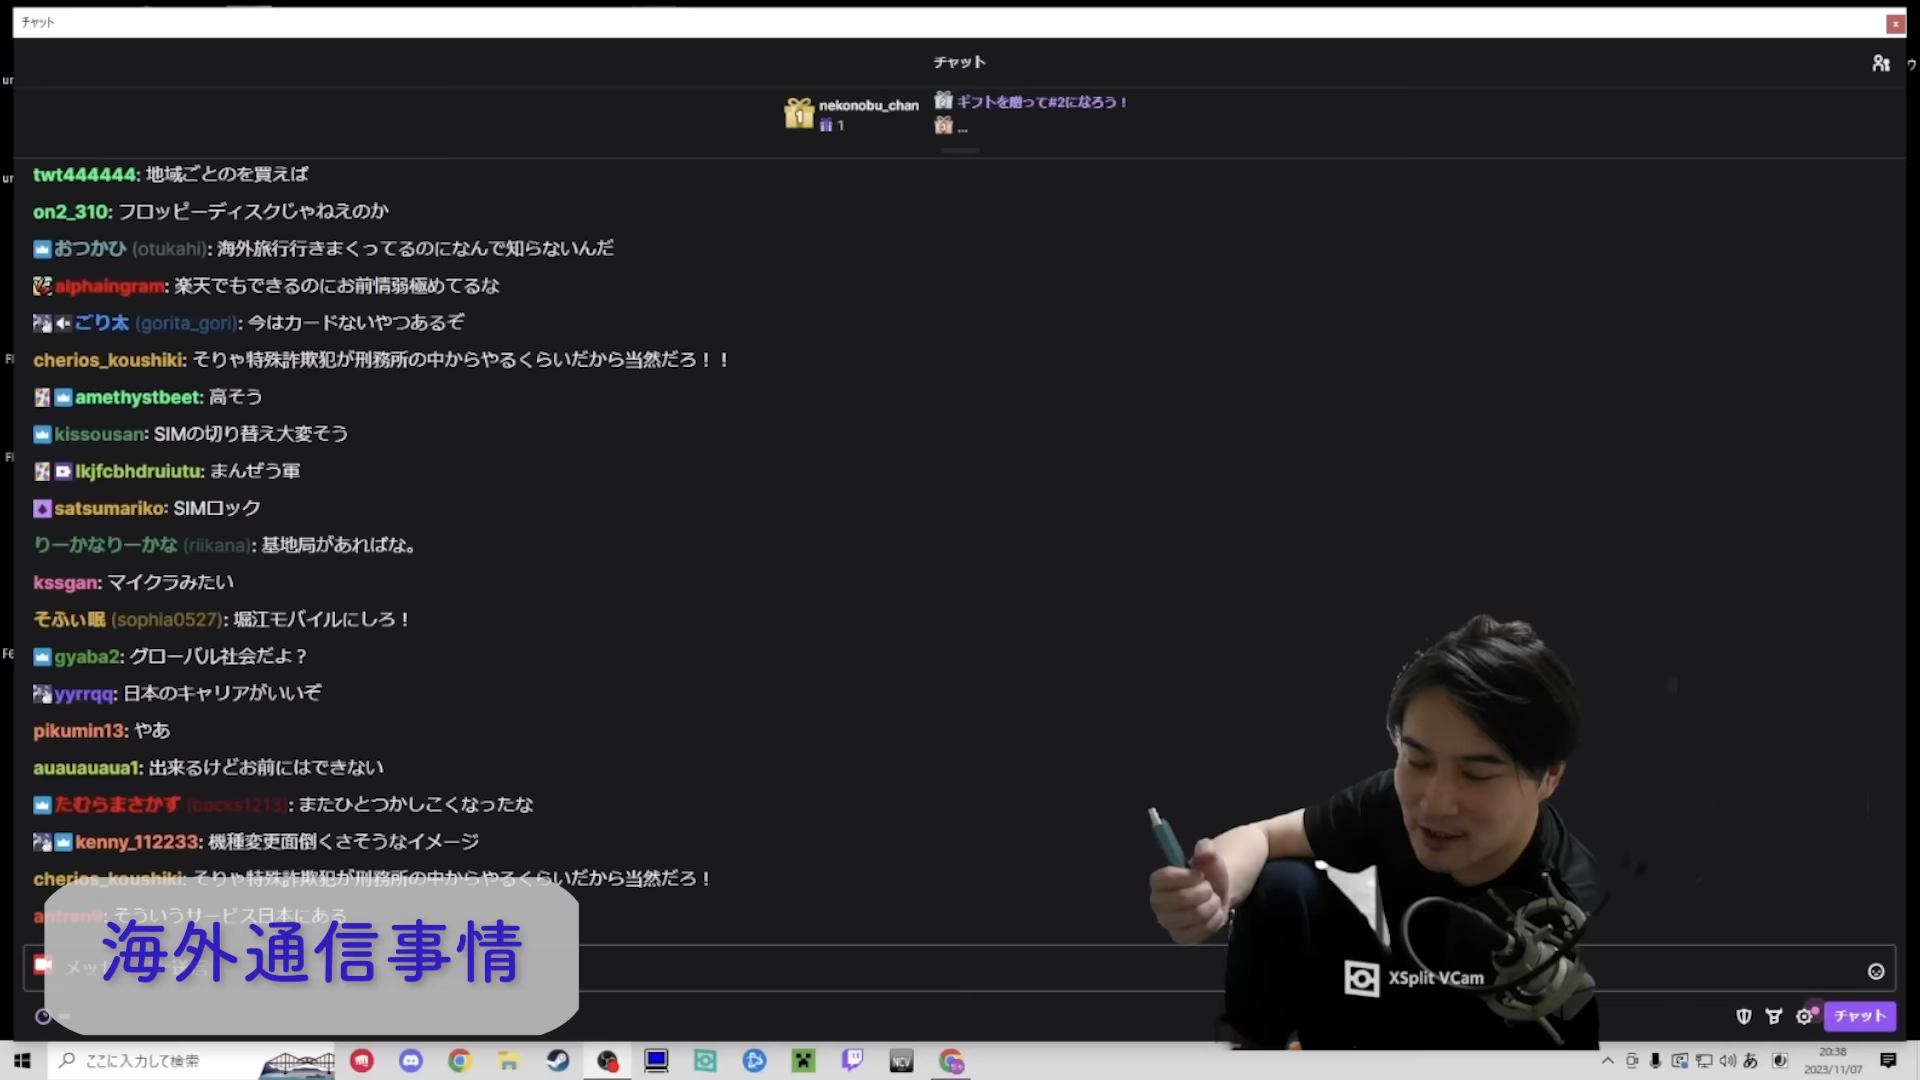 チャット
チャット
nekonobu_chan
1
ギフトを贈って#2になろう！
...
twt444444: 地域ごとのを買えば
on2_310: フロッピーディスクじゃねえのか
おつかひ (otukahi): 海外旅行行きまくってるのになんで知らないんだ
alphaingram: 楽天でもできるのにお前情弱極めてるな
ごり太 (gorita_gori): 今はカードないやつあるぞ
cherios_koushiki: そりゃ特殊詐欺犯が刑務所の中からやるくらいだから当然だろ！！
amethystbeet: 高そう
kissousan: SIMの切り替え大変そう
lkjfcbhdruiutu: まんぜう軍
satsumariko: SIMロック
りーかなりーかな (riikana): 基地局があればな。
kssgan: マイクラみたい
そふぃ眠 (sophia0527): 堀江モバイルにしろ！
gyaba2: グローバル社会だよ？
yyrrqq: 日本のキャリアがいいぞ
pikumin13: やあ
auauauaua1: 出来るけどお前にはできない
たむらまさかず (backs1213): またひとつかしこくなったな
kenny_112233: 機種変更面倒くさそうなイメージ
cherios_koushiki: そりゃ特殊詐欺犯が刑務所の中からやるくらいだから当然だろ！
antren9: そういうサービス日本にある
海外通信事情
XSplit VCam
チャット
ここに入力して検索
NCV
あ
20:38
2023/11/07